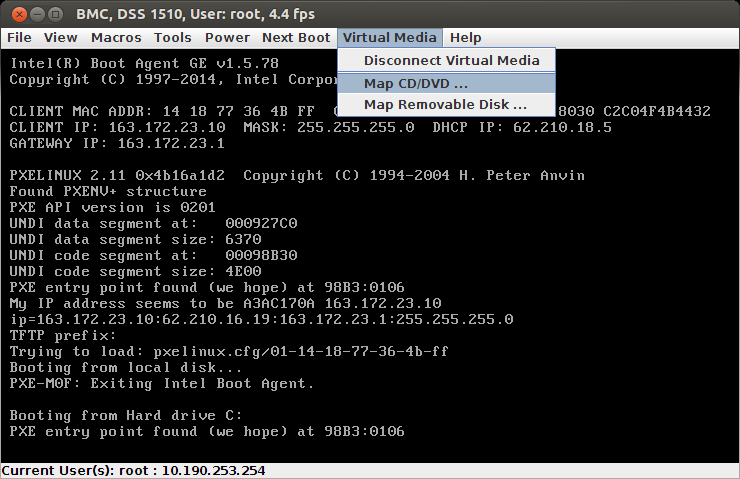 BMC, DSS 1510, User: root, 4.4 fps
File View Macros Tools Power Next Boot Virtual Media Help
Disconnect Virtual Media
Map CD/DVD ...
Map Removable Disk ...
Intel(R) Boot Agent GE v1.5.78
Copyright (C) 1997-2014, Intel
CLIENT MAC ADDR: 14 18 77 36 4B FF 8030 C2C04F4B4432
CLIENT IP: 163.172.23.10 MASK: 255.255.255.0 DHCP IP: 62.210.18.5
GATEWAY IP: 163.172.23.1
PXELINUX 2.11 0x4b16a1d2 Copyright (C) 1994-2004 H. Peter Anvin
Found PXENV+ structure
PXE API version is 0201
UNDI data segment at: 000927C0
UNDI data segment size: 6370
UNDI code segment at: 00098B30
UNDI code segment size: 4E00
PXE entry point found (we hope) at 98B3:0106
My IP address seems to be A3AC170A 163.172.23.10
ip=163.172.23.10:62.210.16.19:163.172.23.1:255.255.255.0
TFTP prefix:
Trying to load: pxelinux.cfg/01-14-18-77-36-4b-ff
Booting from local disk...
PXE-M0F: Exiting Intel Boot Agent.
Booting from Hard drive C:
PXE entry point found (we hope) at 98B3:0106
Current User(s): root : 10.190.253.254